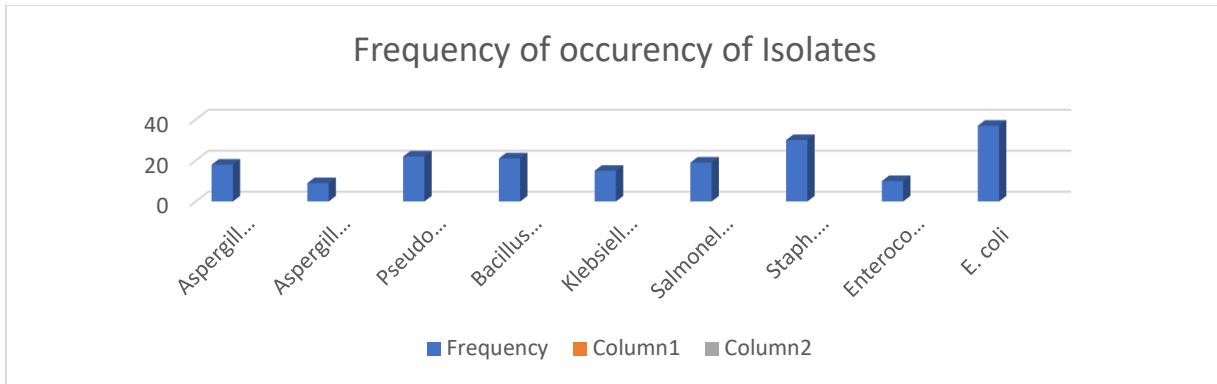 Frequency of occurency of Isolates
40
20
0
Aspergill...
Aspergill...
Pseudo...
Bacillus...
Klebsiell...
Salmonel...
Staph....
Enteroco...
E. coli
Frequency Column1 Column2